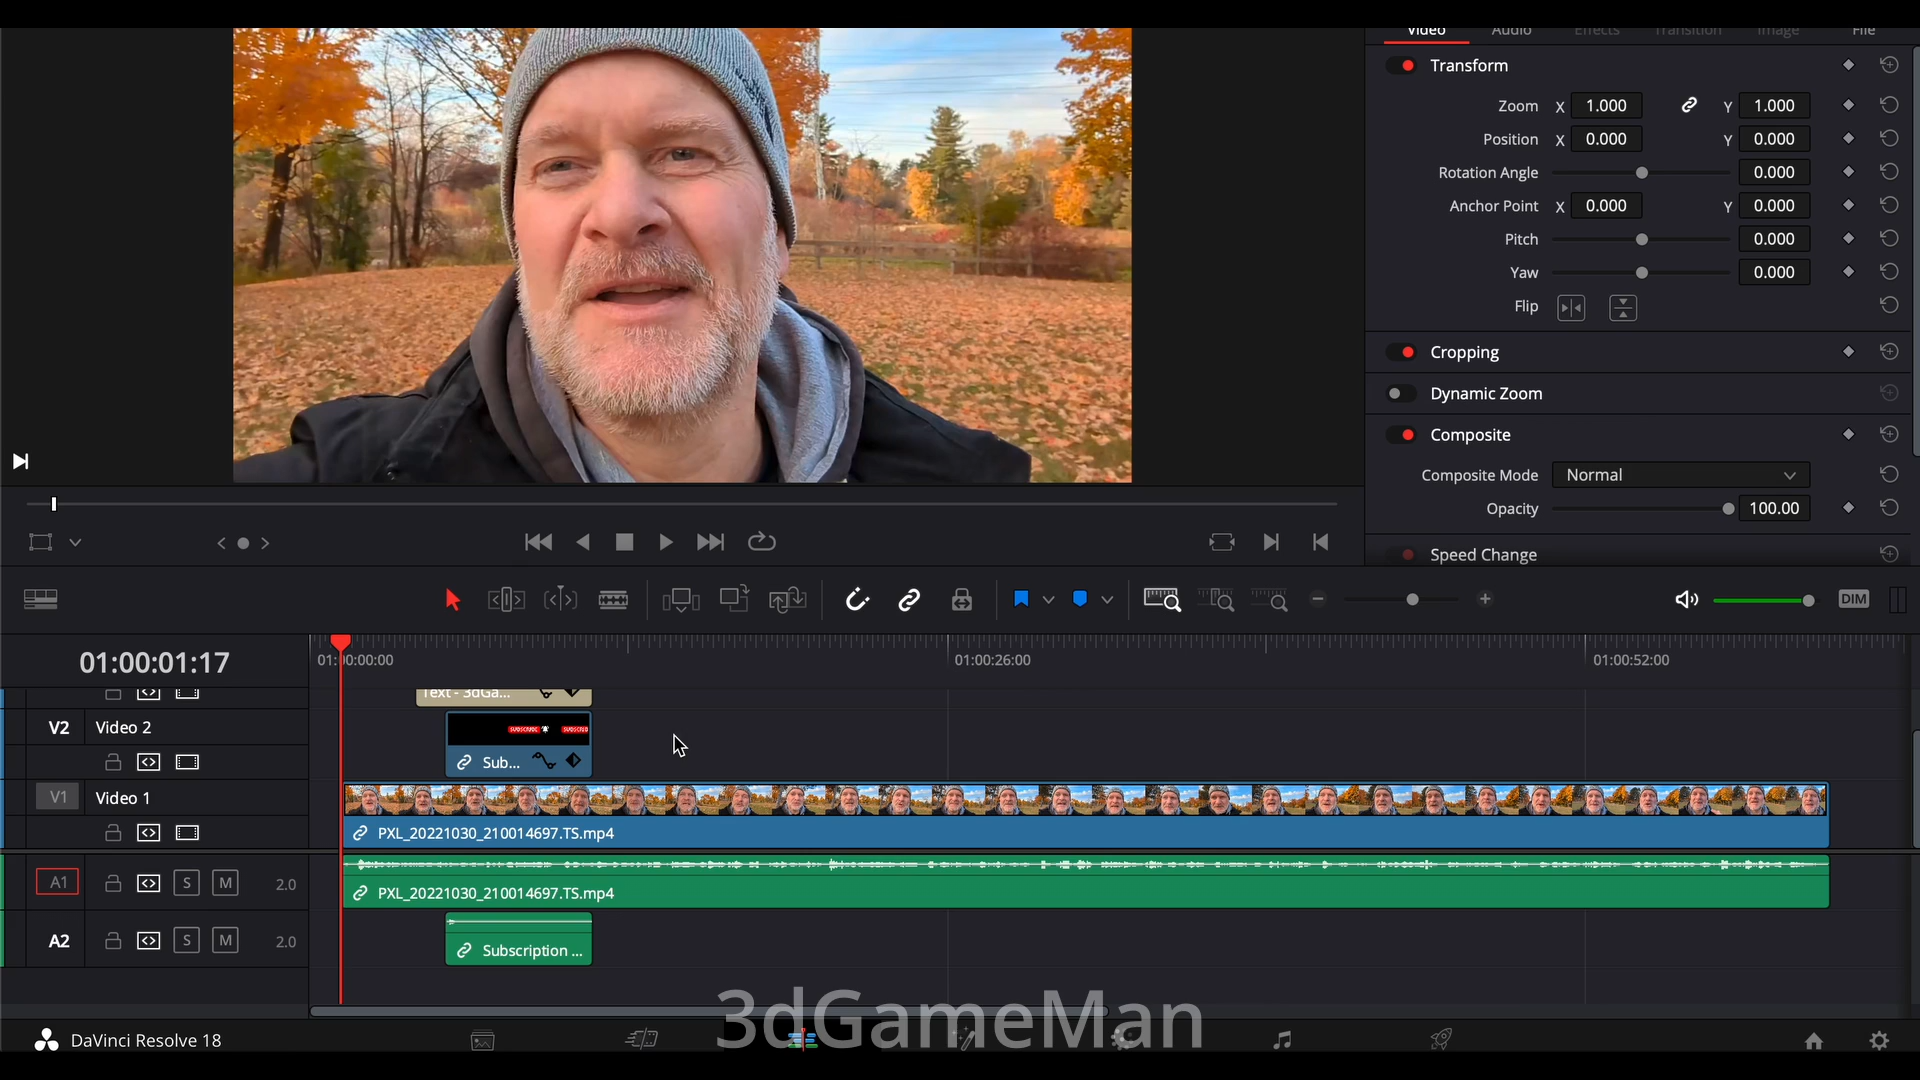 Video Audio Effects Transition Image File
Transform
Zoom X 1.000 Y 1.000
Position X 0.000 Y 0.000
Rotation Angle 0.000
Anchor Point X 0.000 Y 0.000
Pitch 0.000
Yaw 0.000
Flip
Cropping
Dynamic Zoom
Composite
Composite Mode Normal
Opacity 100.00
Speed Change
DIM
01:00:01:17
01:00:00:00 01:00:26:00 01:00:52:00
Text - 3dGa...
V2 Video 2
SUBSCRIBE
Sub...
V1 Video 1
PXL_20221030_210014697.TS.mp4
A1 S M 2.0
PXL_20221030_210014697.TS.mp4
A2 S M 2.0
Subscription ...
3dGameMan
DaVinci Resolve 18